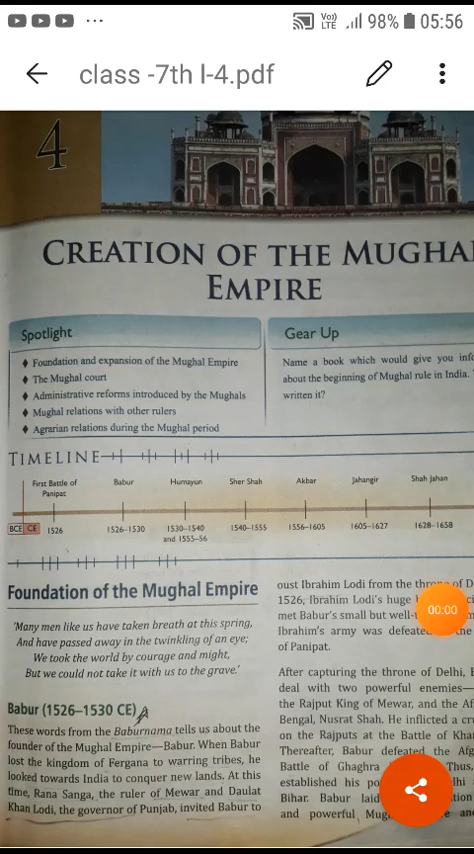 Vo))
LTE
98%
05:56
class -7th l-4.pdf
4
CREATION OF THE MUGHA
EMPIRE
Spotlight
♦ Foundation and expansion of the Mughal Empire
♦ The Mughal court
♦ Administrative reforms introduced by the Mughals
♦ Mughal relations with other rulers
♦ Agrarian relations during the Mughal period
Gear Up
Name a book which would give you info
about the beginning of Mughal rule in India.
written it?
TIMELINE
First Battle of
Panipat
Babur
Humayun
Sher Shah
Akbar
Jahangir
Shah Jahan
BCE CE
1526
1526–1530
1530–1540
and 1555–56
1540–1555
1556–1605
1605–1627
1628–1658
Foundation of the Mughal Empire
'Many men like us have taken breath at this spring,
And have passed away in the twinkling of an eye;
We took the world by courage and might,
But we could not take it with us to the grave.'
Babur (1526–1530 CE)
These words from the Baburnama tells us about the
founder of the Mughal Empire—Babur. When Babur
lost the kingdom of Fergana to warring tribes, he
looked towards India to conquer new lands. At this
time, Rana Sanga, the ruler of Mewar and Daulat
Khan Lodi, the governor of Punjab, invited Babur to
oust Ibrahim Lodi from the of D
1526, Ibrahim Lodi's huge
met Babur's small but
Ibrahim's army was
of Panipat.
After capturing the throne of Delhi, B
deal with two powerful enemies—
the Rajput King of Mewar, and the Af
Bengal, Nusrat Shah. He inflicted a cr
on the Rajputs at the Battle of Kha
Thereafter, Babur defeated the Afg
Battle of Ghaghra Thus,
established his
Bihar. Babur laid
and powerful
00:00